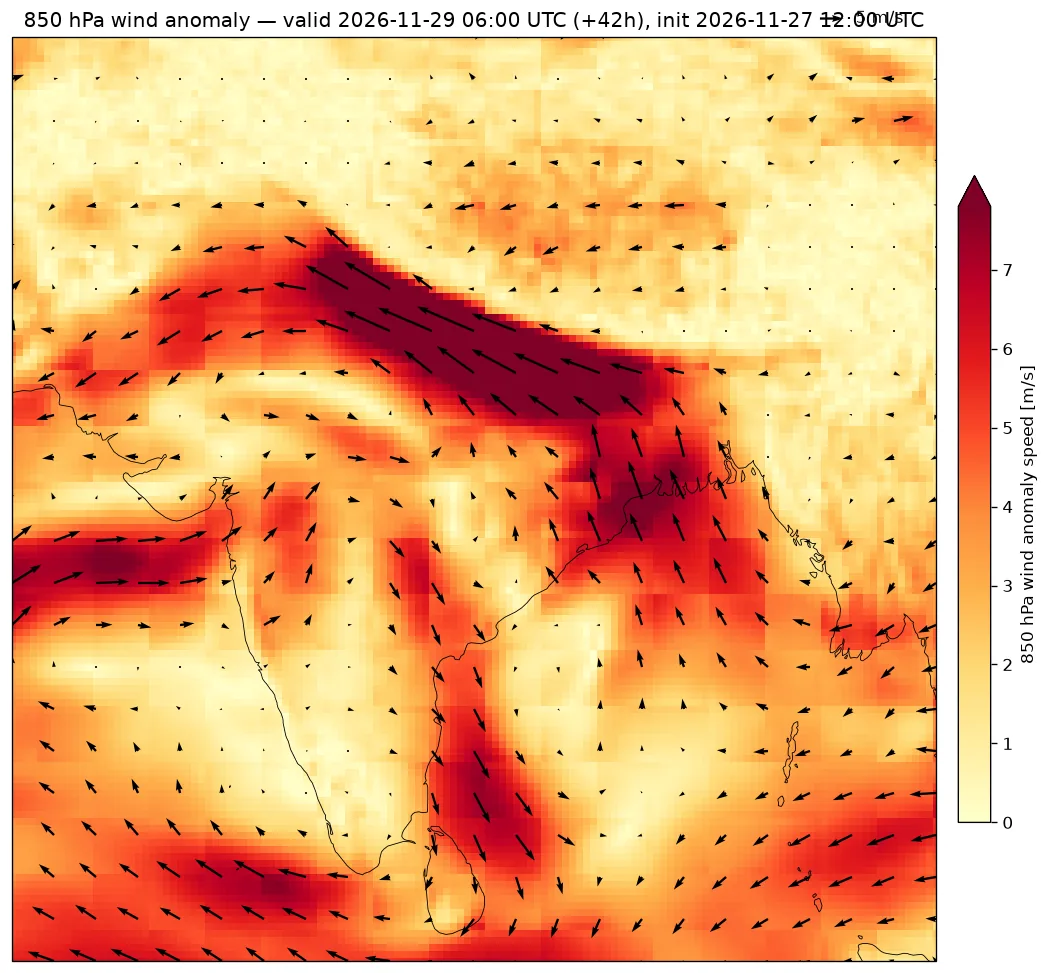 850 hPa wind anomaly — valid 2026-11-29 06:00 UTC (+42h), init 2026-11-27 12:00 UTC
5 m/s
7
6
5
4
3
2
1
0
850 hPa wind anomaly speed [m/s]